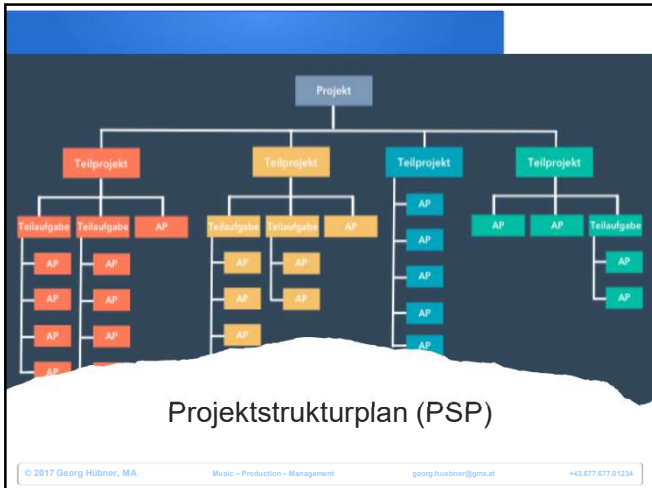 Projekt
Teilprojekt Teilprojekt Teilprojekt Teilprojekt
AP
Teilaufgabe Teilaufgabe AP Teilaufgabe Teilaufgabe AP AP AP Teilaufgabe
AP
AP AP AP AP AP
AP
AP AP AP AP AP
AP
AP AP AP
AP
AP
Projektstrukturplan (PSP)
© 2017 Georg Hübner, MA Music – Production – Management georg.huebner@gmx.at +43.677.677.01234